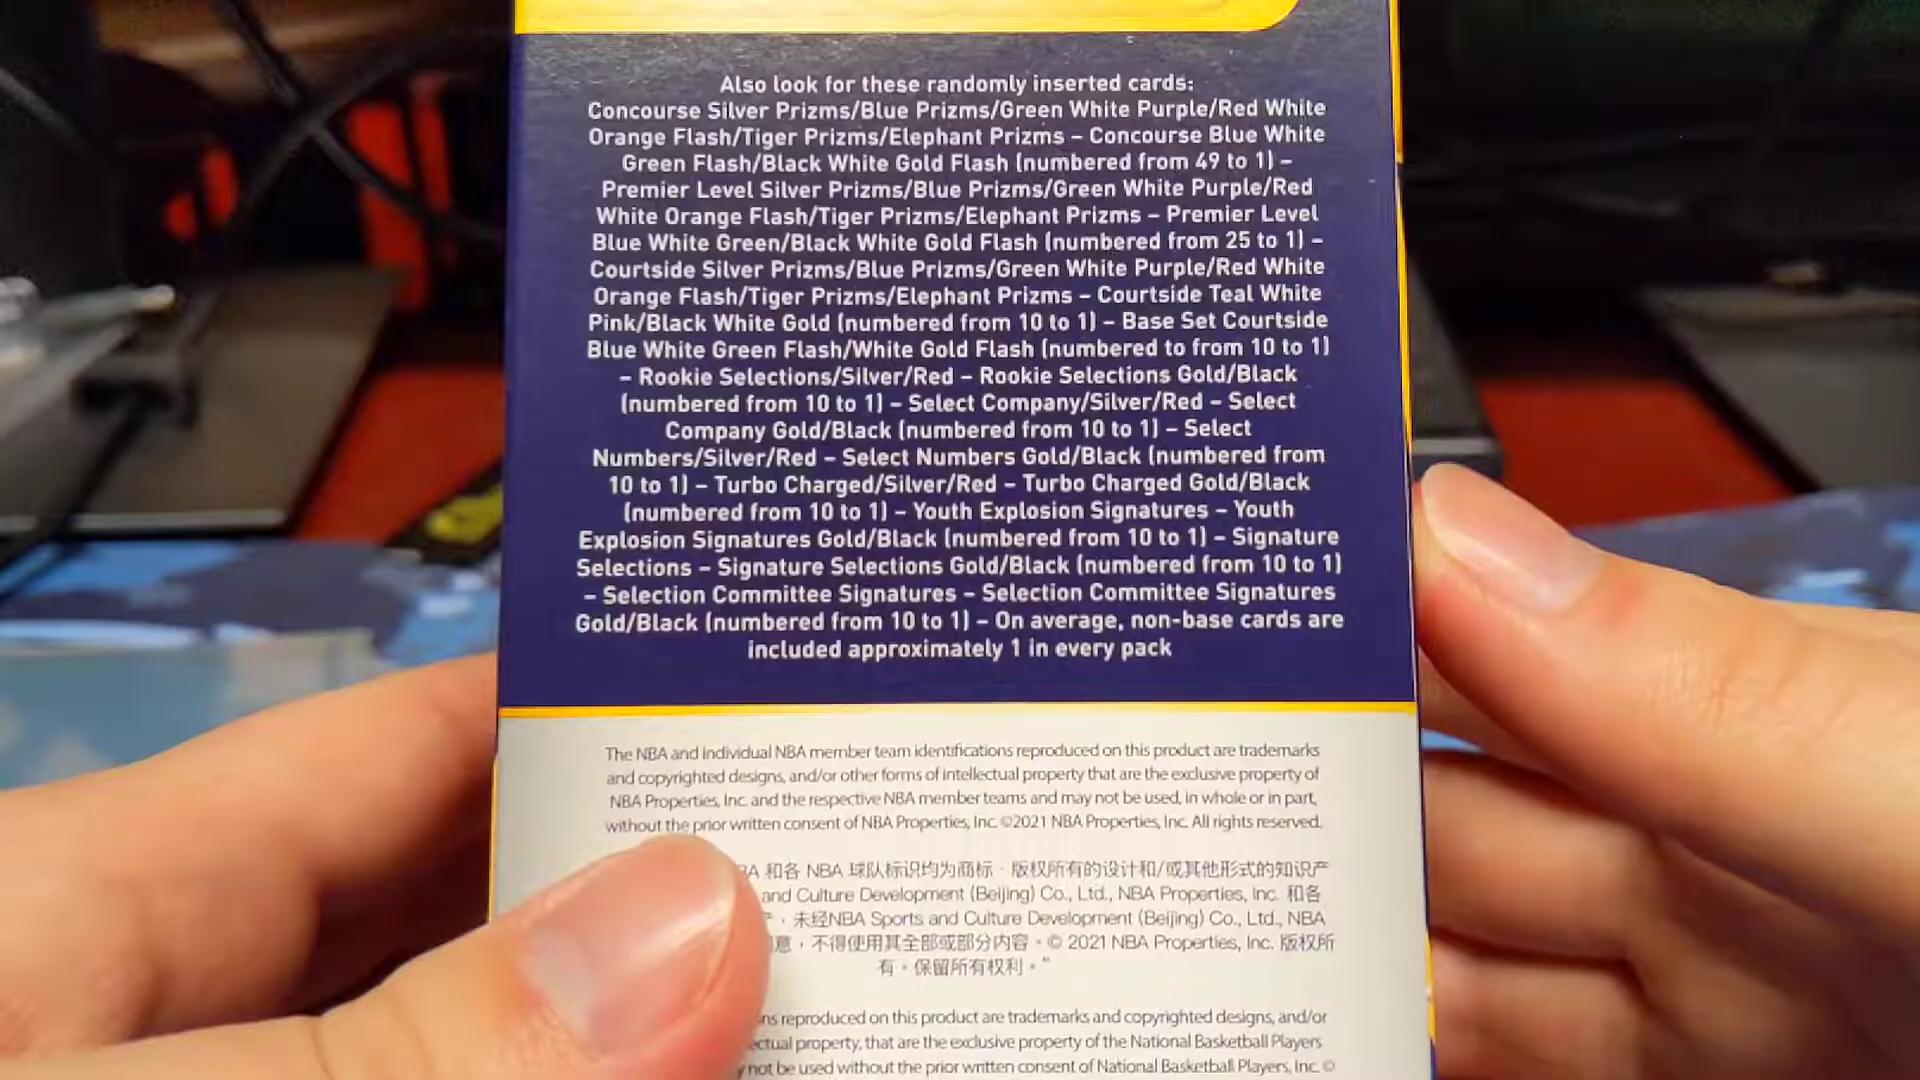 Also look for these randomly inserted cards:
Concourse Silver Prizms/Blue Prizms/Green White Purple/Red White
Orange Flash/Tiger Prizms/Elephant Prizms – Concourse Blue White
Green Flash/Black White Gold Flash (numbered from 49 to 1) –
Premier Level Silver Prizms/Blue Prizms/Green White Purple/Red
White Orange Flash/Tiger Prizms/Elephant Prizms – Premier Level
Blue White Green/Black White Gold Flash (numbered from 25 to 1) –
Courtside Silver Prizms/Blue Prizms/Green White Purple/Red White
Orange Flash/Tiger Prizms/Elephant Prizms – Courtside Teal White
Pink/Black White Gold (numbered from 10 to 1) – Base Set Courtside
Blue White Green Flash/White Gold Flash (numbered to from 10 to 1)
– Rookie Selections/Silver/Red – Rookie Selections Gold/Black
(numbered from 10 to 1) – Select Company/Silver/Red – Select
Company Gold/Black (numbered from 10 to 1) – Select
Numbers/Silver/Red – Select Numbers Gold/Black (numbered from
10 to 1) – Turbo Charged/Silver/Red – Turbo Charged Gold/Black
(numbered from 10 to 1) – Youth Explosion Signatures – Youth
Explosion Signatures Gold/Black (numbered from 10 to 1) – Signature
Selections – Signature Selections Gold/Black (numbered from 10 to 1)
– Selection Committee Signatures – Selection Committee Signatures
Gold/Black (numbered from 10 to 1) – On average, non-base cards are
included approximately 1 in every pack
The NBA and individual NBA member team identifications reproduced on this product are trademarks
and copyrighted designs, and/or other forms of intellectual property that are the exclusive property of
NBA Properties, Inc. and the respective NBA member teams and may not be used, in whole or in part,
without the prior written consent of NBA Properties, Inc. ©2021 NBA Properties, Inc. All rights reserved.
和各 NBA 球队标识均为商标，版权所有的设计和/或其他形式的知识产
and Culture Development (Beijing) Co., Ltd., NBA Properties, Inc. 和各
，未经NBA Sports and Culture Development (Beijing) Co., Ltd., NBA
意，不得使用其全部或部分内容。© 2021 NBA Properties, Inc. 版权所
有。保留所有权利。"
reproduced on this product are trademarks and copyrighted designs, and/or
property, that are the exclusive property of the National Basketball Players
not be used without the prior written consent of National Basketball Players, Inc. ©